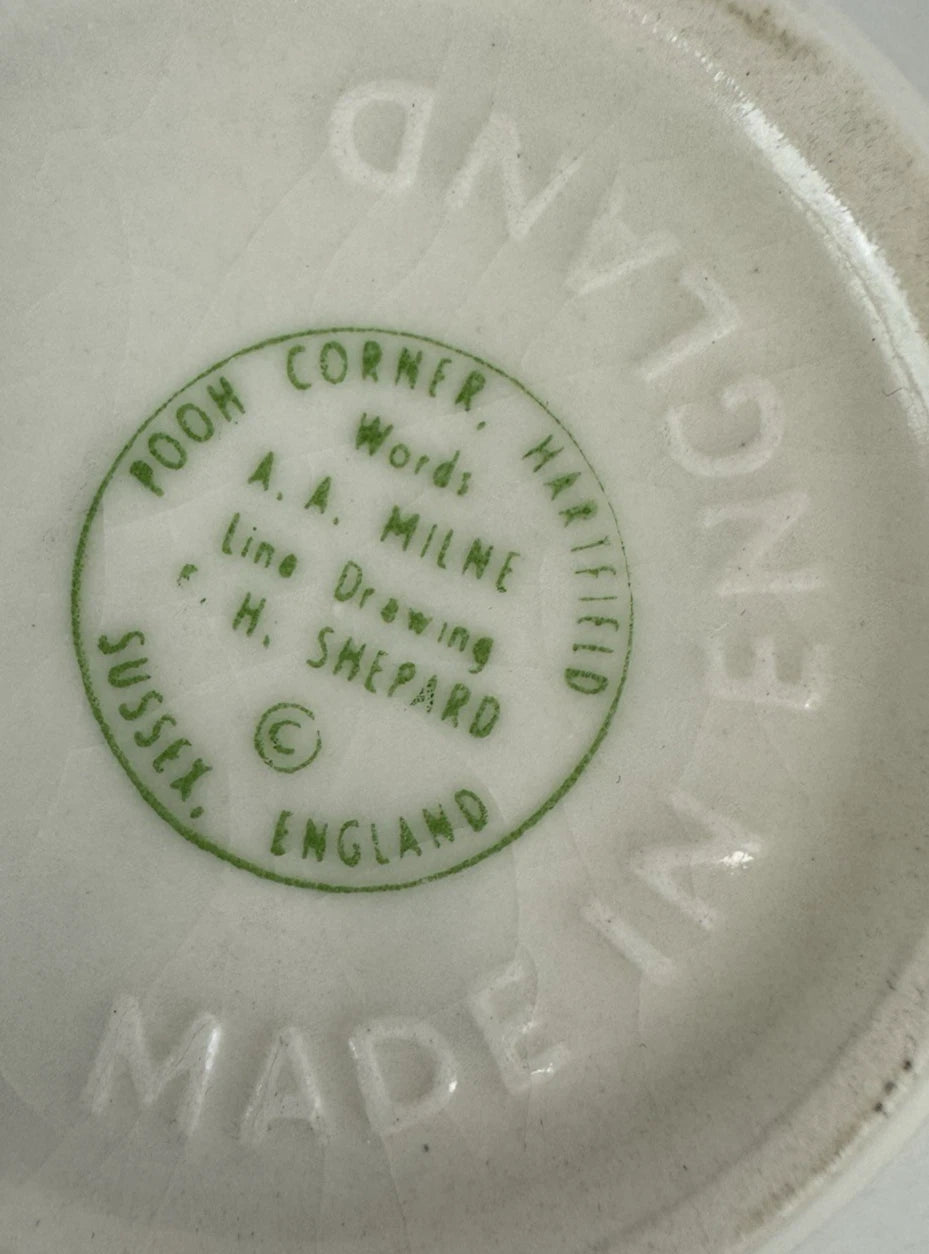 POOH CORNER, HARTFIELD
Words
A. A. MILNE
Line Drawing
E. H. SHEPARD
©
SUSSEX, ENGLAND
MADE IN ENGLAND